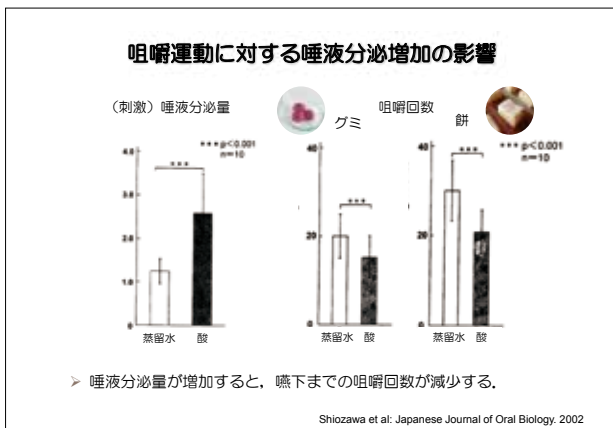 咀嚼運動に対する唾液分泌増加の影響
(刺激)唾液分泌量
グミ
咀嚼回数
餅
4.0
3.0
2.0
1.0
0
*** p<0.001
n=10
***
蒸留水
酸
40
20
0
***
蒸留水
酸
40
20
0
*** p<0.001
n=10
***
蒸留水
酸
➢ 唾液分泌量が増加すると,嚥下までの咀嚼回数が減少する.
Shiozawa et al: Japanese Journal of Oral Biology. 2002